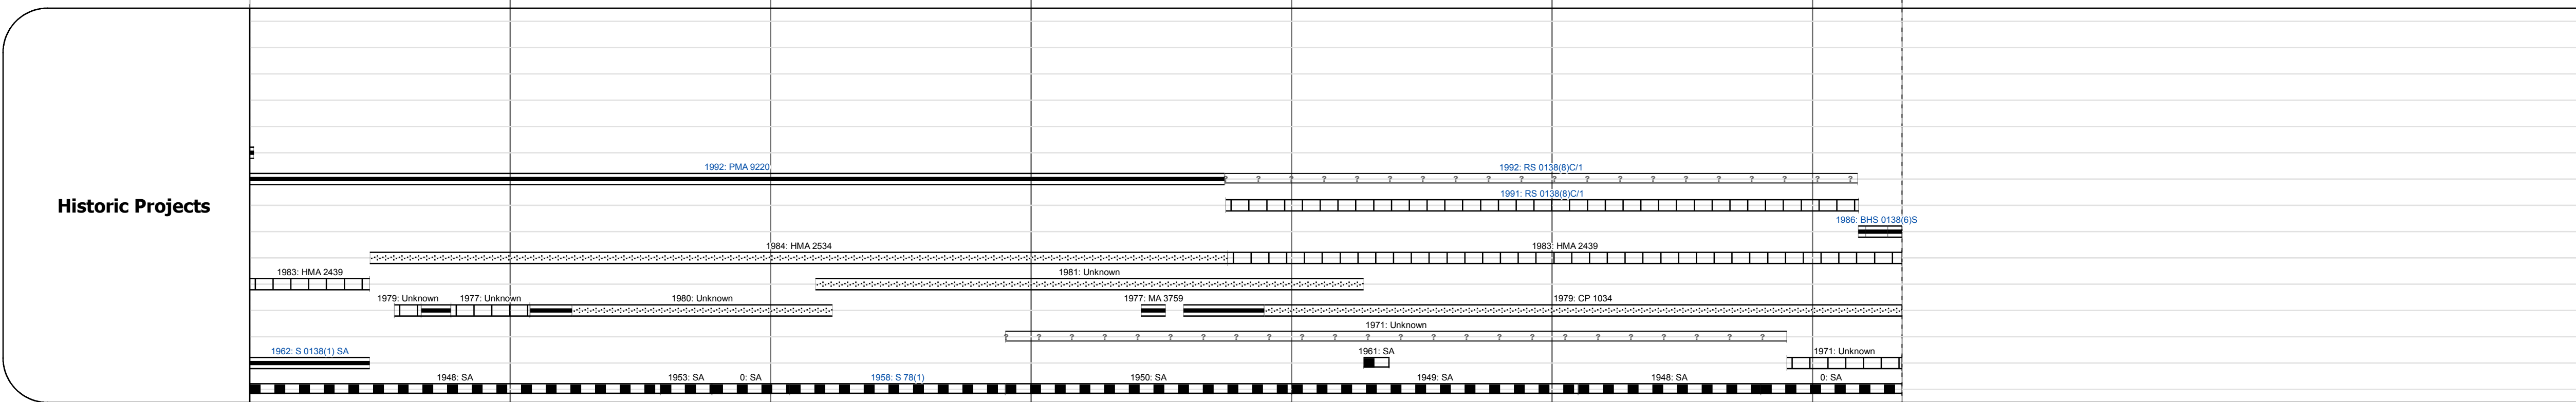 Historic Projects
1992: PMA 9220
1992: RS 0138(8)C/1
1991: RS 0138(8)C/1
1986: BHS 0138(6)S
1984: HMA 2534
1983: HMA 2439
1983: HMA 2439
1981: Unknown
1979: Unknown
1977: Unknown
1980: Unknown
1977: MA 3759
1979: CP 1034
1971: Unknown
1962: S 0138(1) SA
1961: SA
1971: Unknown
1948: SA
1953: SA
0: SA
1958: S 78(1)
1950: SA
1949: SA
1948: SA
0: SA